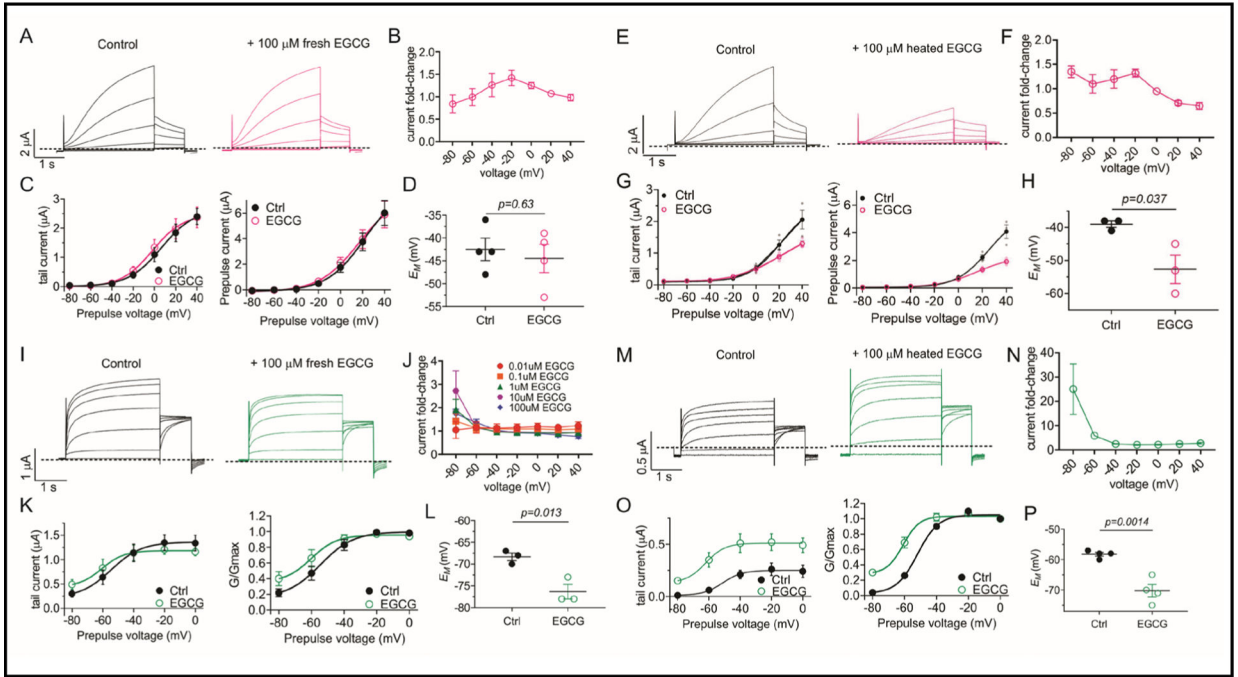 A
Control
+ 100 µM fresh EGCG
2 µA
1 s
B
current fold-change
2.0
1.5
1.0
0.5
0.0
-80 -60 -40 -20 0 20 40
voltage (mV)
C
tail current (µA)
3
2
1
0
Ctrl
EGCG
-80 -60 -40 -20 0 20 40
Prepulse voltage (mV)
Prepulse current (µA)
6
4
2
0
Ctrl
EGCG
-80 -60 -40 -20 0 20 40
Prepulse voltage (mV)
D
p=0.63
EM (mV)
-35
-40
-45
-50
-55
Ctrl EGCG
E
Control
+ 100 µM heated EGCG
2 µA
1 s
F
current fold-change
2.0
1.5
1.0
0.5
0.0
-80 -60 -40 -20 0 20 40
voltage (mV)
G
tail current (µA)
3
2
1
0
Ctrl
EGCG
-80 -60 -40 -20 0 20 40
Prepulse voltage (mV)
Prepulse current (µA)
6
4
2
0
Ctrl
EGCG
-80 -60 -40 -20 0 20 40
Prepulse voltage (mV)
H
p=0.037
EM (mV)
-40
-50
-60
Ctrl EGCG
I
Control
+ 100 µM fresh EGCG
1 µA
1 s
J
current fold-change
4
3
2
1
0
0.01uM EGCG
0.1uM EGCG
1uM EGCG
10uM EGCG
100uM EGCG
-80 -60 -40 -20 0 20 40
voltage (mV)
K
tail current (µA)
1.5
1.0
0.5
0.0
Ctrl
EGCG
-80 -60 -40 -20 -0
Prepulse voltage (mV)
G/Gmax
1.2
1.0
0.8
0.6
0.4
0.2
0.0
Ctrl
EGCG
-80 -60 -40 -20 0
Prepulse voltage (mV)
L
p=0.013
EM (mV)
-60
-65
-70
-75
-80
Ctrl EGCG
M
Control
+ 100 µM heated EGCG
0.5 µA
1 s
N
current fold-change
40
30
20
10
0
-80 -60 -40 -20 0 20 40
voltage (mV)
O
tail current (µA)
0.5
0.0
Ctrl
EGCG
-80 -60 -40 -20 0
Prepulse voltage (mV)
G/Gmax
1.2
1.0
0.8
0.6
0.4
0.2
0.0
Ctrl
EGCG
-80 -60 -40 -20 0
Prepulse voltage (mV)
P
p=0.0014
EM (mV)
-50
-60
-70
Ctrl EGCG